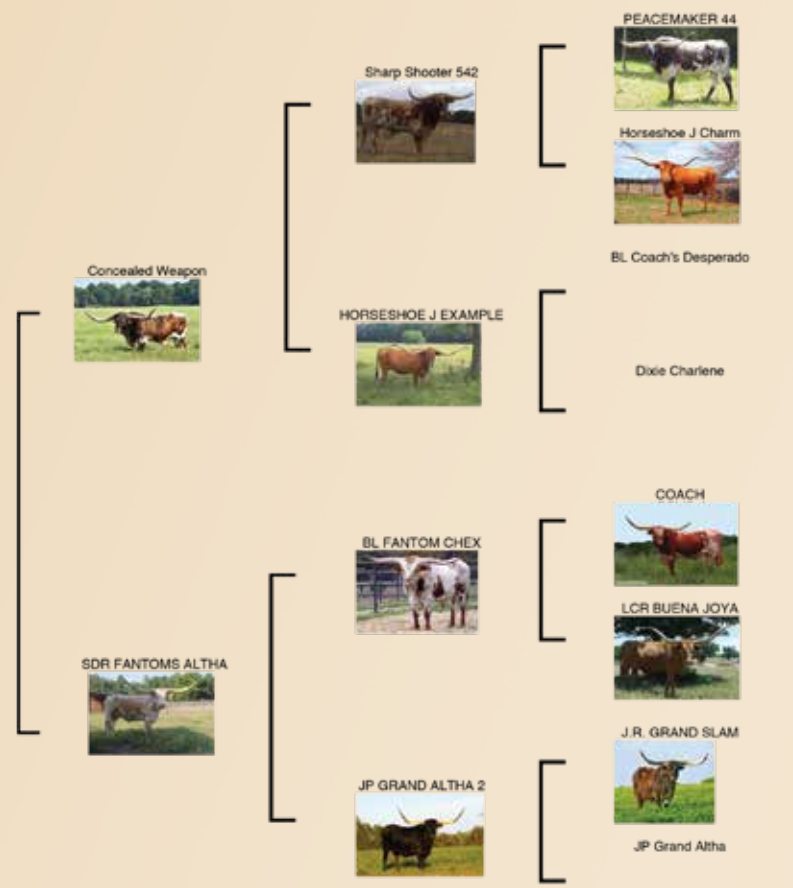 PEACEMAKER 44
Sharp Shooter 542
Horseshoe J Charm
BL Coach's Desperado
Concealed Weapon
HORSESHOE J EXAMPLE
Dixie Charlene
COACH
BL FANTOM CHEX
LCR BUENA JOYA
SDR FANTOMS ALTHA
J.R. GRAND SLAM
JP GRAND ALTHA 2
JP Grand Altha